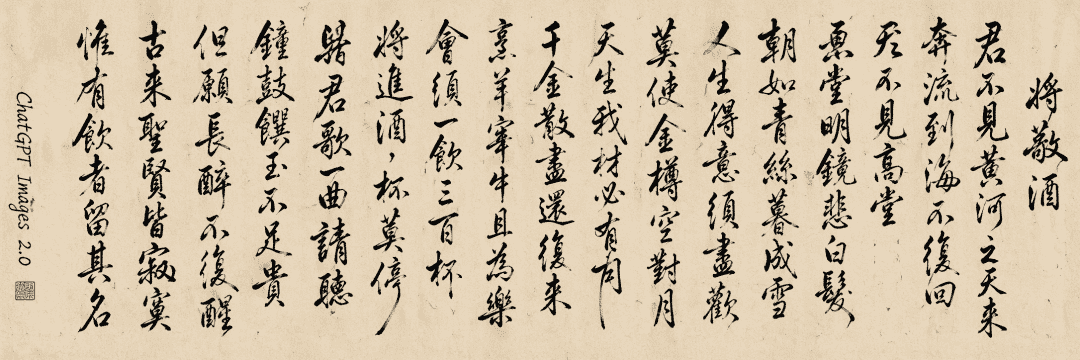 將敬酒
君不見黃河之天來
奔流到海不復回
君不見高堂
悳堂明鏡悲白髮
朝如青絲暮成雪
人生得意須盡歡
莫使金樽空對月
天生我材必有用
千金散盡還復來
烹羊宰牛且為樂
會須一飲三百杯
將進酒，杯莫停
君歌一曲請聽
鐘鼓饌玉不足貴
但願長醉不復醒
古来聖賢皆寂寞
惟有飲者留其名
ChatGPT Images 2.0